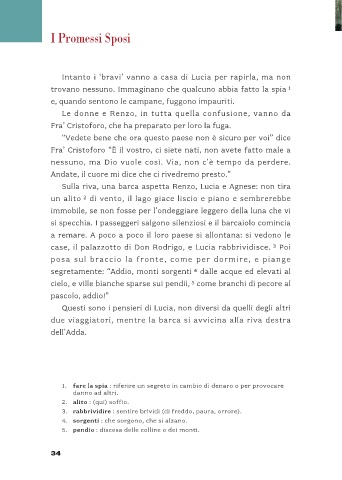 I Promessi Sposi
Intanto i 'bravi' vanno a casa di Lucia per rapirla, ma non
trovano nessuno. Immaginano che qualcuno abbia fatto la spia 1
e, quando sentono le campane, fuggono impauriti.
Le donne e Renzo, in tutta quella confusione, vanno da
Fra' Cristoforo, che ha preparato per loro la fuga.
"Vedete bene che ora questo paese non è sicuro per voi" dice
Fra' Cristoforo "È il vostro, ci siete nati, non avete fatto male a
nessuno, ma Dio vuole così. Via, non c'è tempo da perdere.
Andate, il cuore mi dice che ci rivedremo presto."
Sulla riva, una barca aspetta Renzo, Lucia e Agnese: non tira
un alito 2 di vento, il lago giace liscio e piano e sembrerebbe
immobile, se non fosse per l'ondeggiare leggero della luna che vi
si specchia. I passeggeri salgono silenziosi e il barcaiolo comincia
a remare. A poco a poco il loro paese si allontana: si vedono le
case, il palazzotto di Don Rodrigo, e Lucia rabbrividisce. 3 Poi
posa sul braccio la fronte, come per dormire, e piange
segretamente: "Addio, monti sorgenti 4 dalle acque ed elevati al
cielo, e ville bianche sparse sui pendii, 5 come branchi di pecore al
pascolo, addio!"
Questi sono i pensieri di Lucia, non diversi da quelli degli altri
due viaggiatori, mentre la barca si avvicina alla riva destra
dell'Adda.
1. fare la spia : riferire un segreto in cambio di denaro o per provocare
danno ad altri.
2. alito : (qui) soffio.
3. rabbrividire : sentire brividi (di freddo, paura, orrore).
4. sorgenti : che sorgono, che si alzano.
5. pendio : discesa delle colline o dei monti.
34